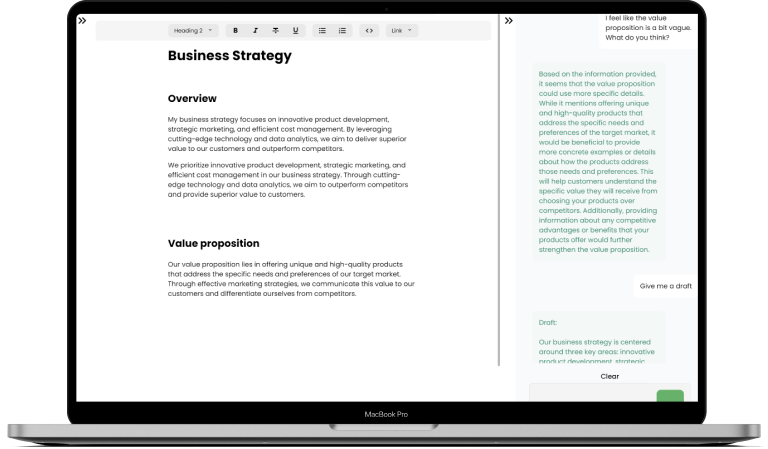 Heading 2
B I T U <> Link
Business Strategy
Overview
My business strategy focuses on innovative product development,
strategic marketing, and efficient cost management. By leveraging
cutting-edge technology and data analytics, we aim to deliver superior
value to our customers and outperform competitors.
We prioritize innovative product development, strategic marketing, and
efficient cost management in our business strategy. Through cutting-
edge technology and data analytics, we aim to outperform competitors
and provide superior value to customers.
Value proposition
Our value proposition lies in offering unique and high-quality products
that address the specific needs and preferences of our target market.
Through effective marketing strategies, we communicate this value to our
customers and differentiate ourselves from competitors.
I feel like the value
proposition is a bit vague.
What do you think?
Based on the information provided,
it seems that the value proposition
could use more specific details.
While it mentions offering unique
and high-quality products that
address the specific needs and
preferences of the target market, it
would be beneficial to provide
more concrete examples or details
about how the products address
those needs and preferences. This
will help customers understand the
specific value they will receive from
choosing your products over
competitors. Additionally, providing
information about any competitive
advantages or benefits that your
products offer would further
strengthen the value proposition.
Give me a draft
Draft:
Our business strategy is centered
around three key areas: innovative
product development, strategic
Clear
MacBook Pro